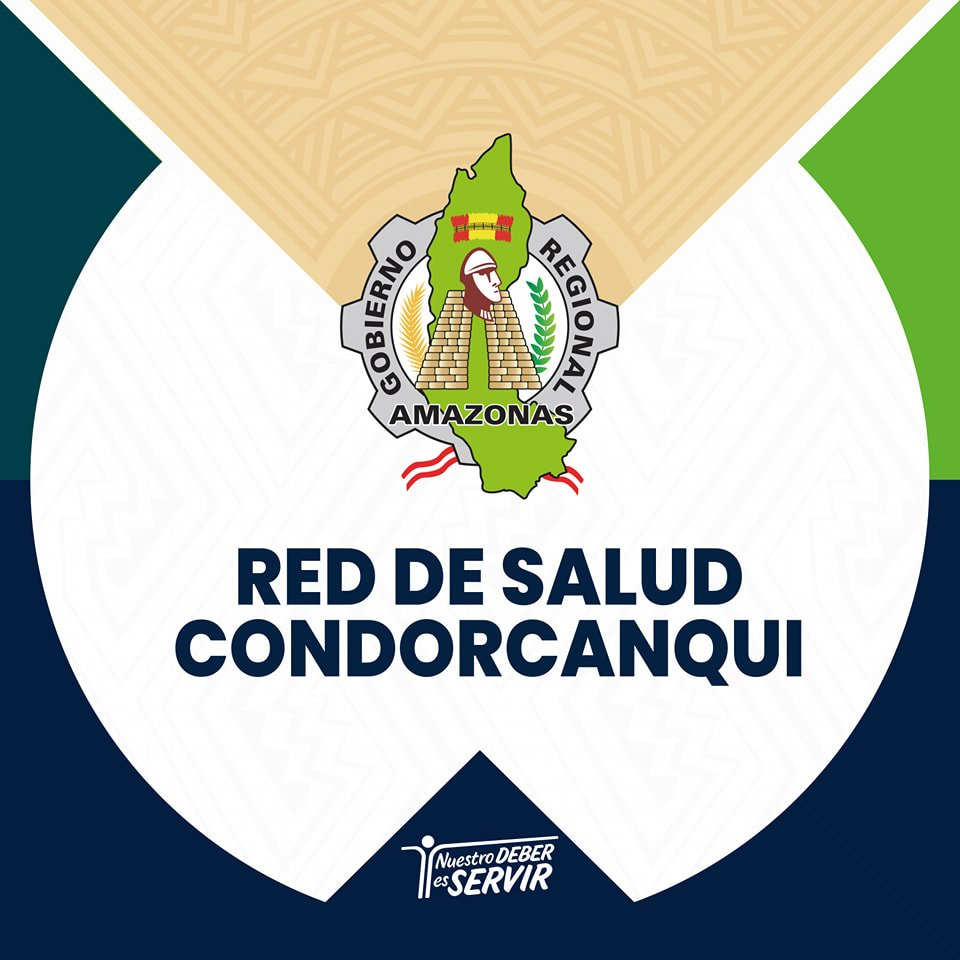 GOBIERNO
REGIONAL
AMAZONAS
RED DE SALUD
CONDORCANQUI
Nuestro DEBER
es SERVIR